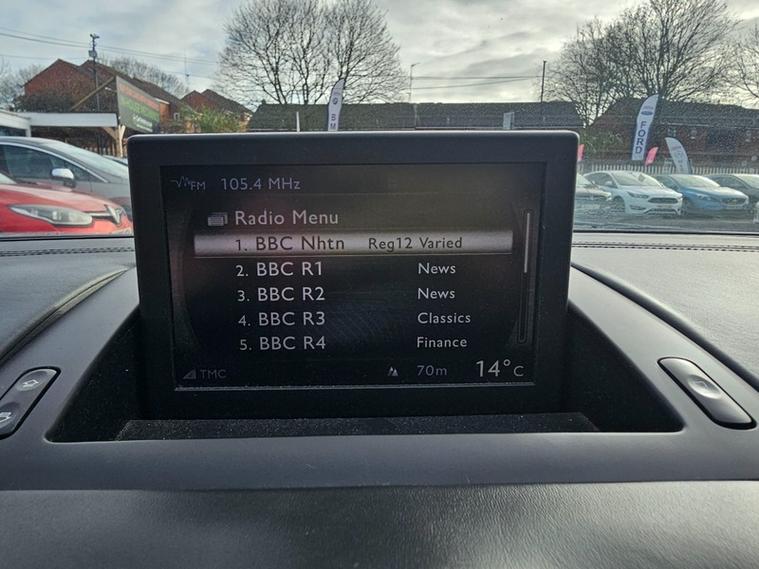 FM 105.4 MHz
Radio Menu
1. BBC Nhtn Reg12 Varied
2. BBC R1 News
3. BBC R2 News
4. BBC R3 Classics
5. BBC R4 Finance
TMC 70m 14°C
BM
FORD